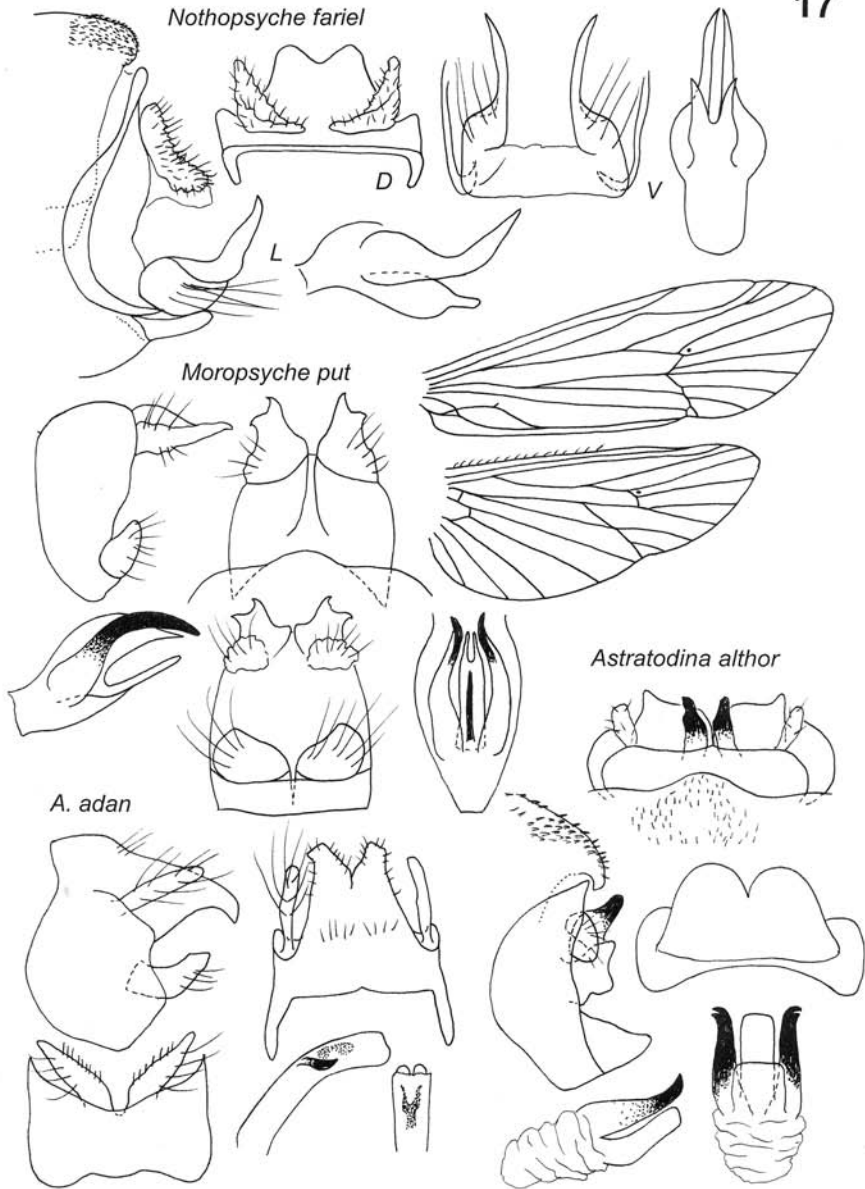 17
Nothopsyche fariel
D
V
L
Moropsyche put
Astratodina althor
A. adan